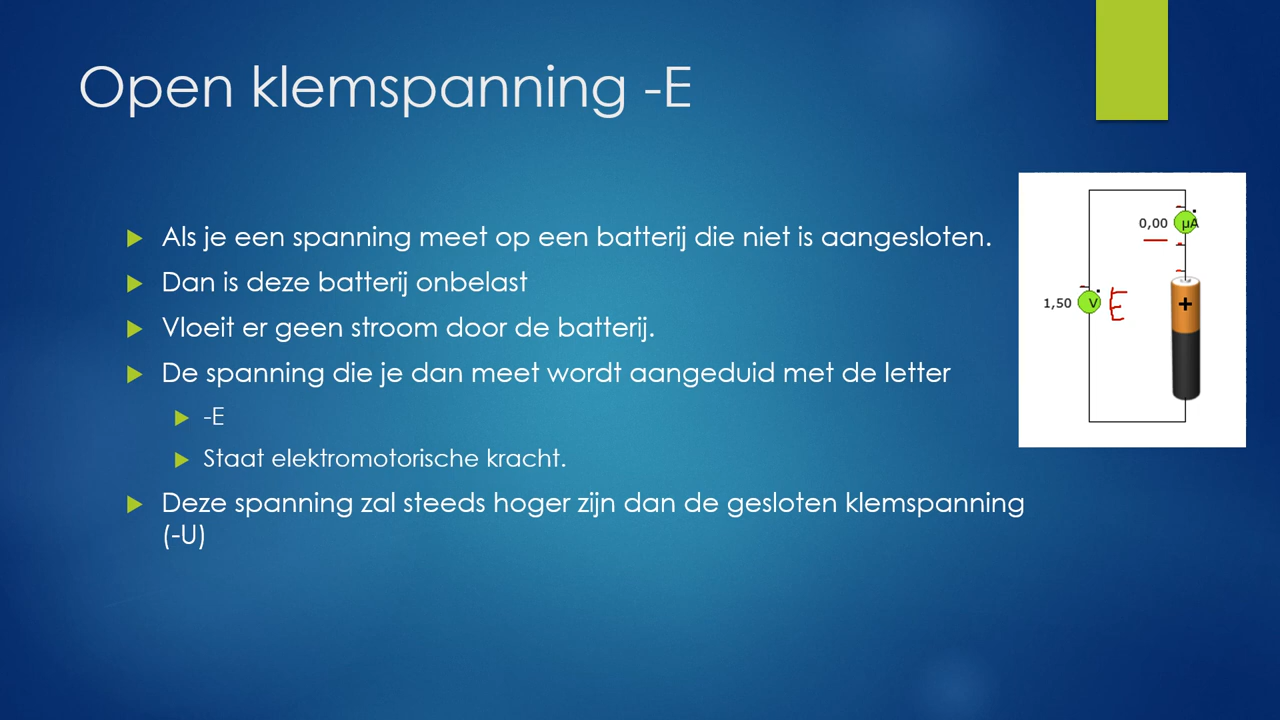 Open klemspanning -E
Als je een spanning meet op een batterij die niet is aangesloten.
Dan is deze batterij onbelast
Vloeit er geen stroom door de batterij.
De spanning die je dan meet wordt aangeduid met de letter
-E
Staat elektromotorische kracht.
Deze spanning zal steeds hoger zijn dan de gesloten klemspanning
(-U)
0,00 µA
1,50 V E
+